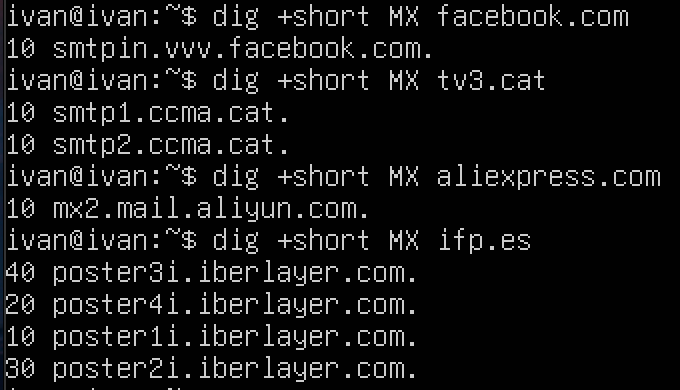 ivan@ivan:~$ dig +short MX facebook.com
10 smtpin.vvv.facebook.com.
ivan@ivan:~$ dig +short MX tv3.cat
10 smtp1.ccma.cat.
10 smtp2.ccma.cat.
ivan@ivan:~$ dig +short MX aliexpress.com
10 mx2.mail.aliyun.com.
ivan@ivan:~$ dig +short MX ifp.es
40 poster3i.iberlayer.com.
20 poster4i.iberlayer.com.
10 poster1i.iberlayer.com.
30 poster2i.iberlayer.com.